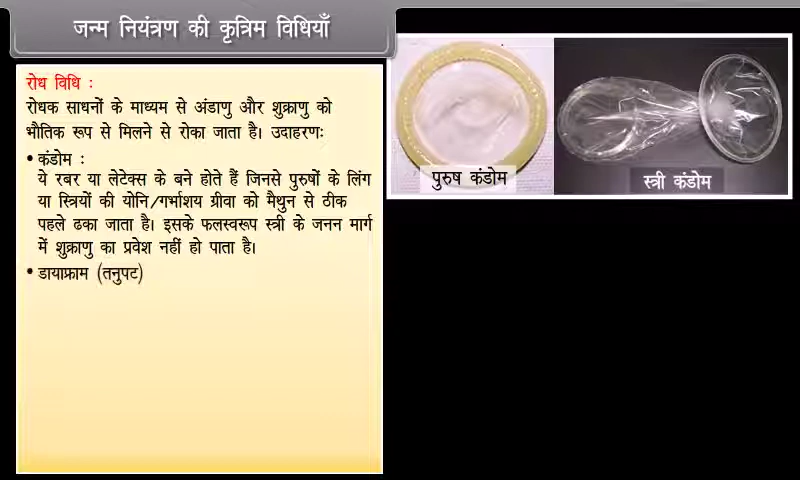 जन्म नियंत्रण की कृत्रिम विधियाँ
रोध विधि :
रोधक साधनों के माध्यम से अंडाणु और शुक्राणु को
भौतिक रूप से मिलने से रोका जाता है। उदाहरणः
• कंडोम :
ये रबर या लेटेक्स के बने होते हैं जिनसे पुरुषों के लिंग
या स्त्रियों की योनि/गर्भाशय ग्रीवा को मैथुन से ठीक
पहले ढका जाता है। इसके फलस्वरूप स्त्री के जनन मार्ग
में शुक्राणु का प्रवेश नहीं हो पाता है।
• डायाफ्राम (तनुपट)
पुरुष कंडोम
स्त्री कंडोम